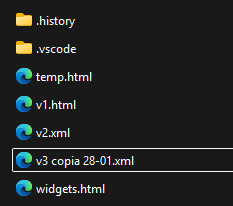 .history
.vscode
temp.html
v1.html
v2.xml
v3 copia 28-01.xml
widgets.html